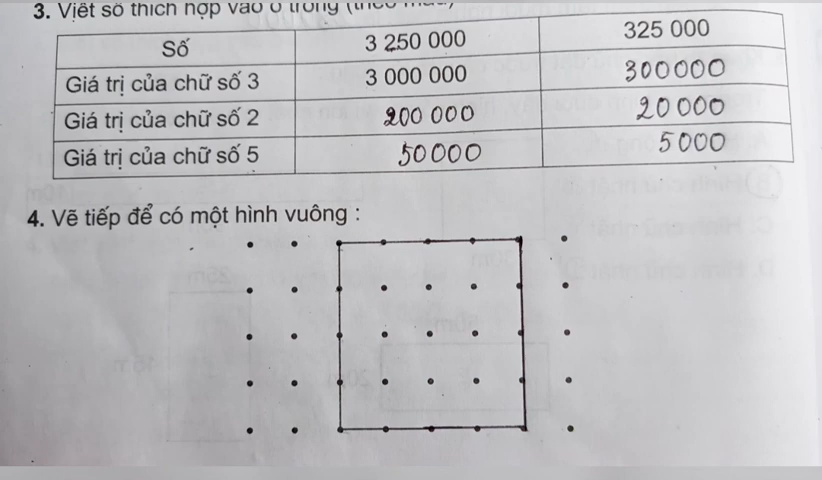 3. Viết số thích hợp vào ô trống (theo mẫu)
Số 3 250 000 325 000
Giá trị của chữ số 3 3 000 000 300000
Giá trị của chữ số 2 200 000 20 000
Giá trị của chữ số 5 50000 5000
4. Vẽ tiếp để có một hình vuông :